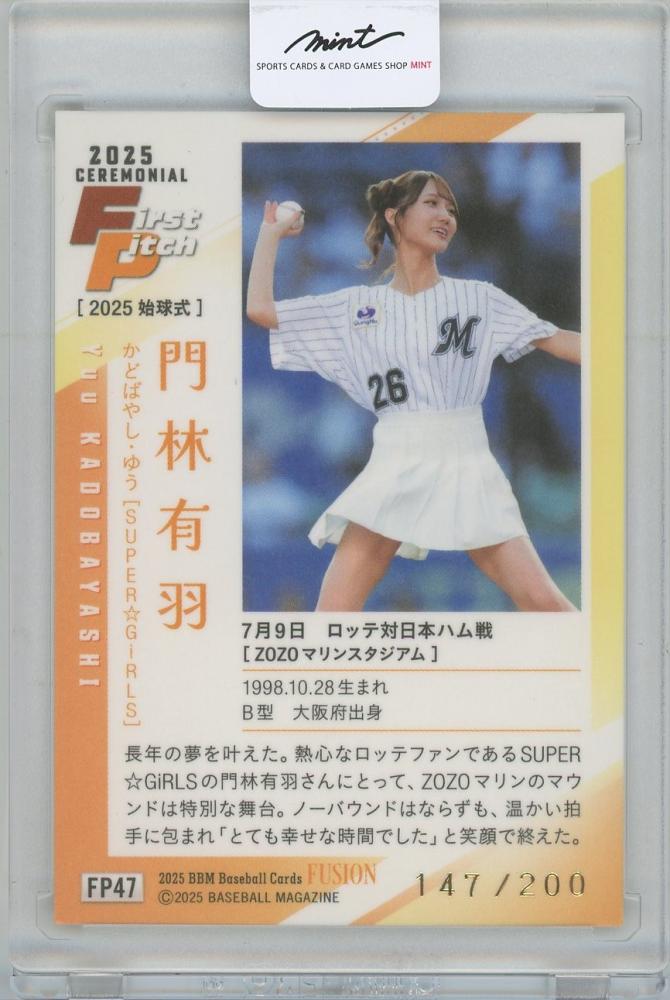 mint
SPORTS CARDS & CARD GAMES SHOP MINT
2025
CEREMONIAL
First
Pitch
[ 2025 始球式 ]
門林有羽
かどばやし・ゆう [SUPER☆GiRLS]
Yuu KADOBAYASHI
M
26
7月9日 ロッテ対日本ハム戦
[ ZOZOマリンスタジアム ]
1998.10.28生まれ
B型 大阪府出身
長年の夢を叶えた。熱心なロッテファンであるSUPER
☆GiRLSの門林有羽さんにとって、ZOZOマリンのマウ
ンドは特別な舞台。ノーバウンドはならずも、温かい拍
手に包まれ「とても幸せな時間でした」と笑顔で終えた。
FP47
2025 BBM Baseball Cards FUSION
©2025 BASEBALL MAGAZINE
147/200